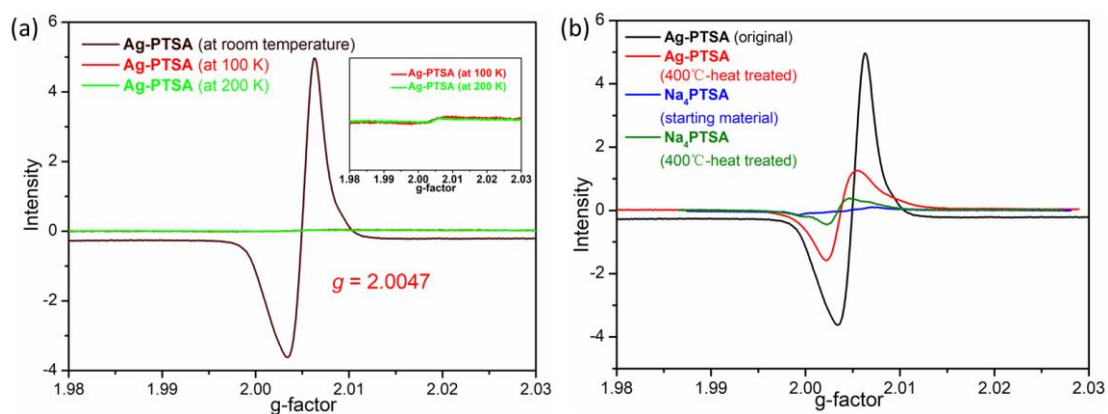 (a)
6
4
2
0
-2
-4
Intensity
Ag-PTSA (at room temperature)
Ag-PTSA (at 100 K)
Ag-PTSA (at 200 K)
Ag-PTSA (at 100 K)
Ag-PTSA (at 200 K)
1.98 1.99 2.00 2.01 2.02 2.03
g-factor
g = 2.0047
1.98 1.99 2.00 2.01 2.02 2.03
g-factor
(b)
6
4
2
0
-2
-4
Intensity
Ag-PTSA (original)
Ag-PTSA
(400℃-heat treated)
Na₄PTSA
(starting material)
Na₄PTSA
(400℃-heat treated)
1.98 1.99 2.00 2.01 2.02 2.03
g-factor